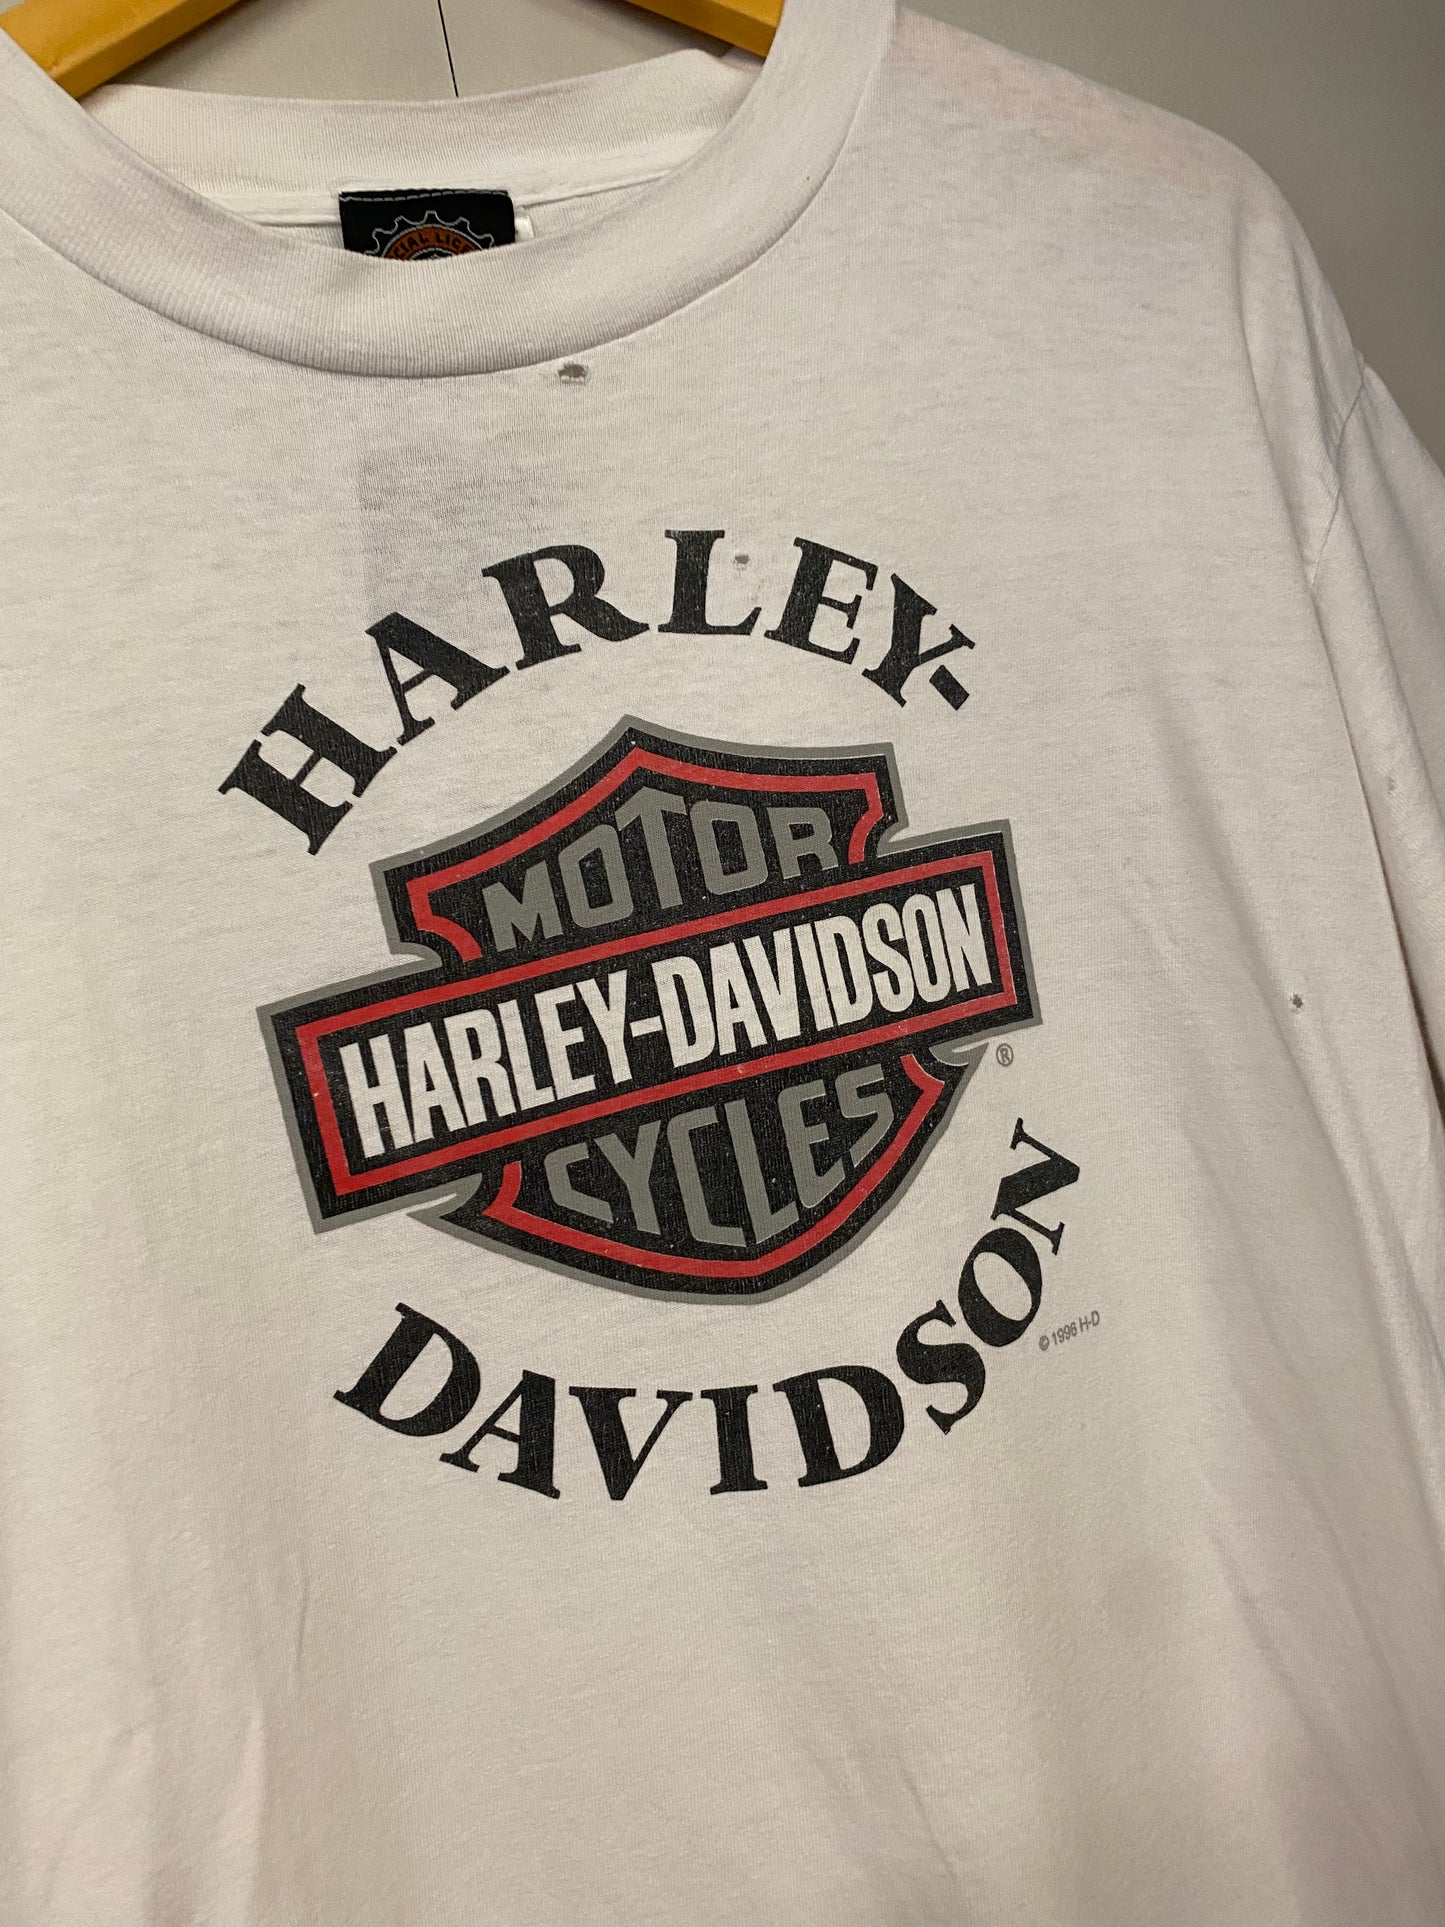 HARLEY-
MOTOR
HARLEY-DAVIDSON
®
CYCLES
DAVIDSON
© 1996 H-D